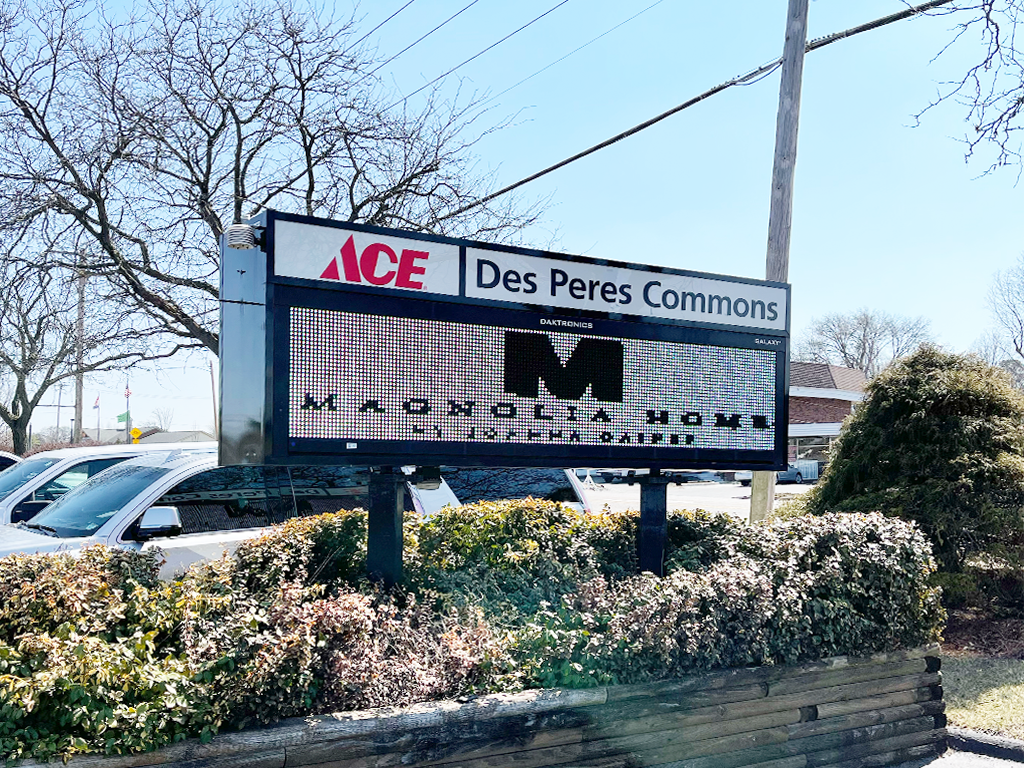 ACE
Des Peres Commons
DAKTRONICS
GALAXY
M
MAGNOLIA HOME